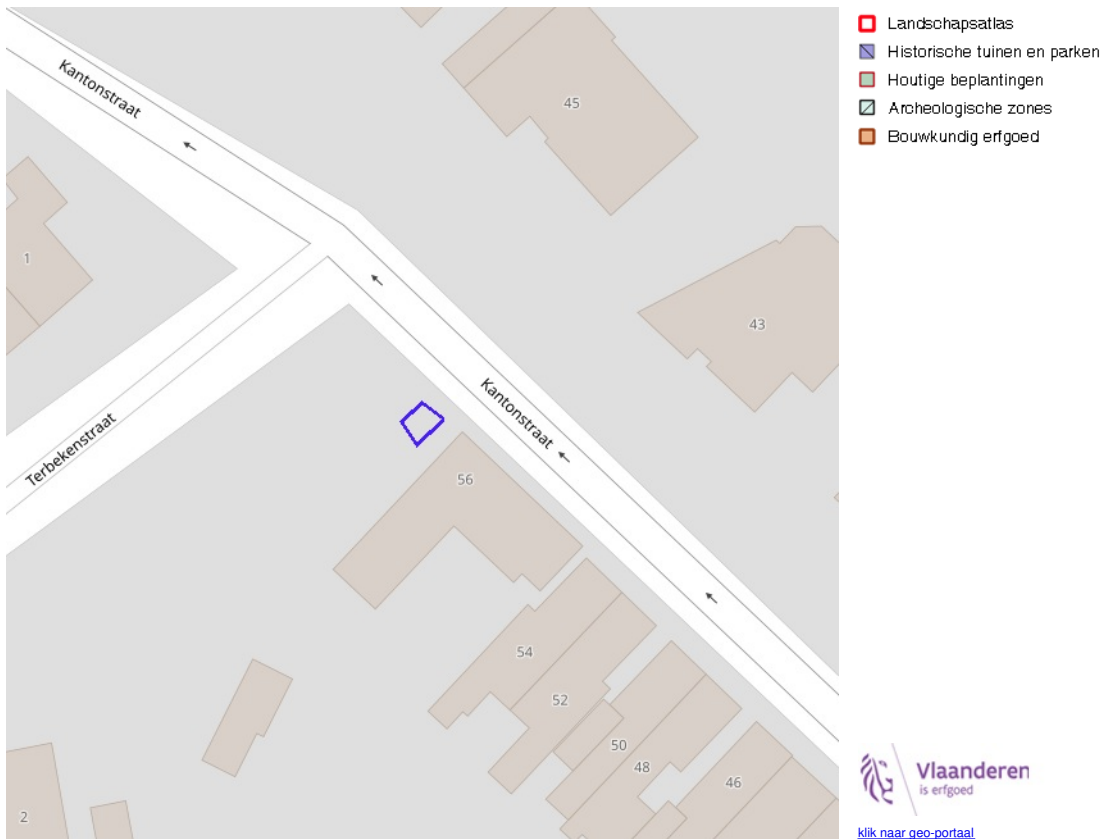 Kantonstraat
45
1
43
Kantonstraat
Terbekenstraat
56
54
52
50
48
46
2
Landschapsatlas
Historische tuinen en parken
Houtige beplantingen
Archeologische zones
Bouwkundig erfgoed
Vlaanderen
is erfgoed
klik naar geo-portaal